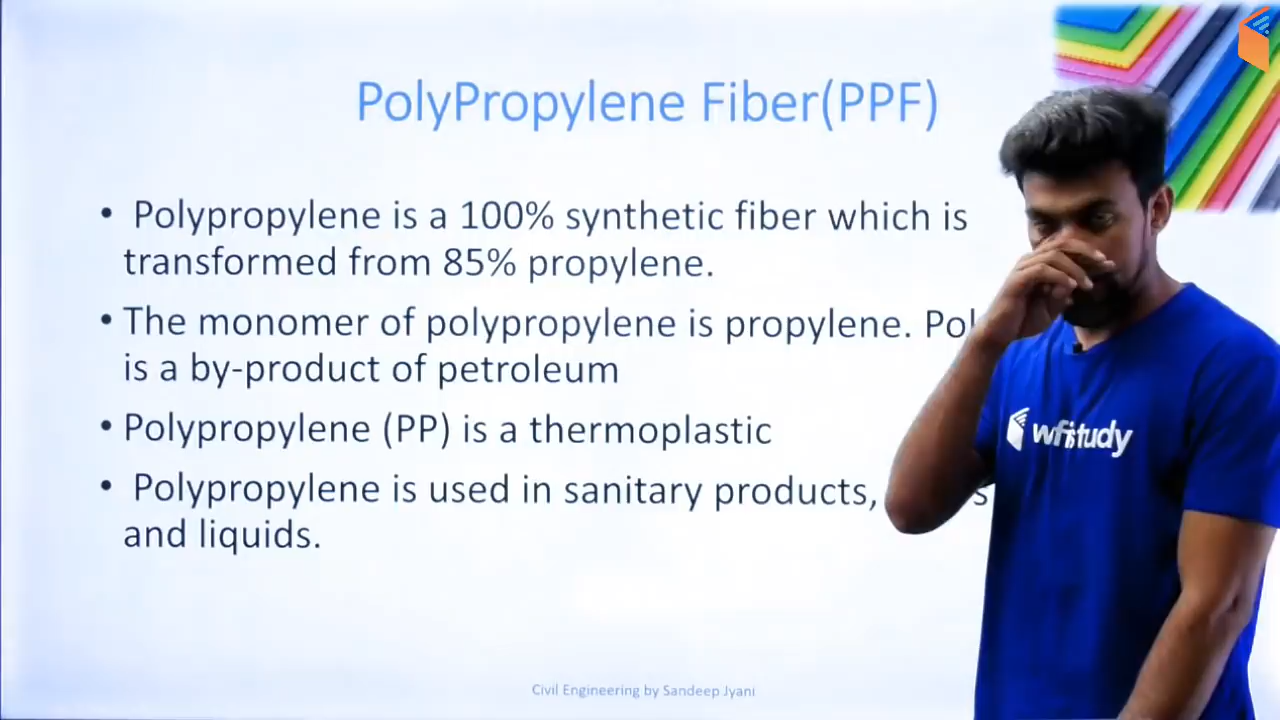 PolyPropylene Fiber(PPF)
• Polypropylene is a 100% synthetic fiber which is
transformed from 85% propylene.
• The monomer of polypropylene is propylene.
is a by-product of petroleum
• Polypropylene (PP) is a thermoplastic
• Polypropylene is used in sanitary products,
and liquids.
wifistudy
Civil Engineering by Sandeep Jyani